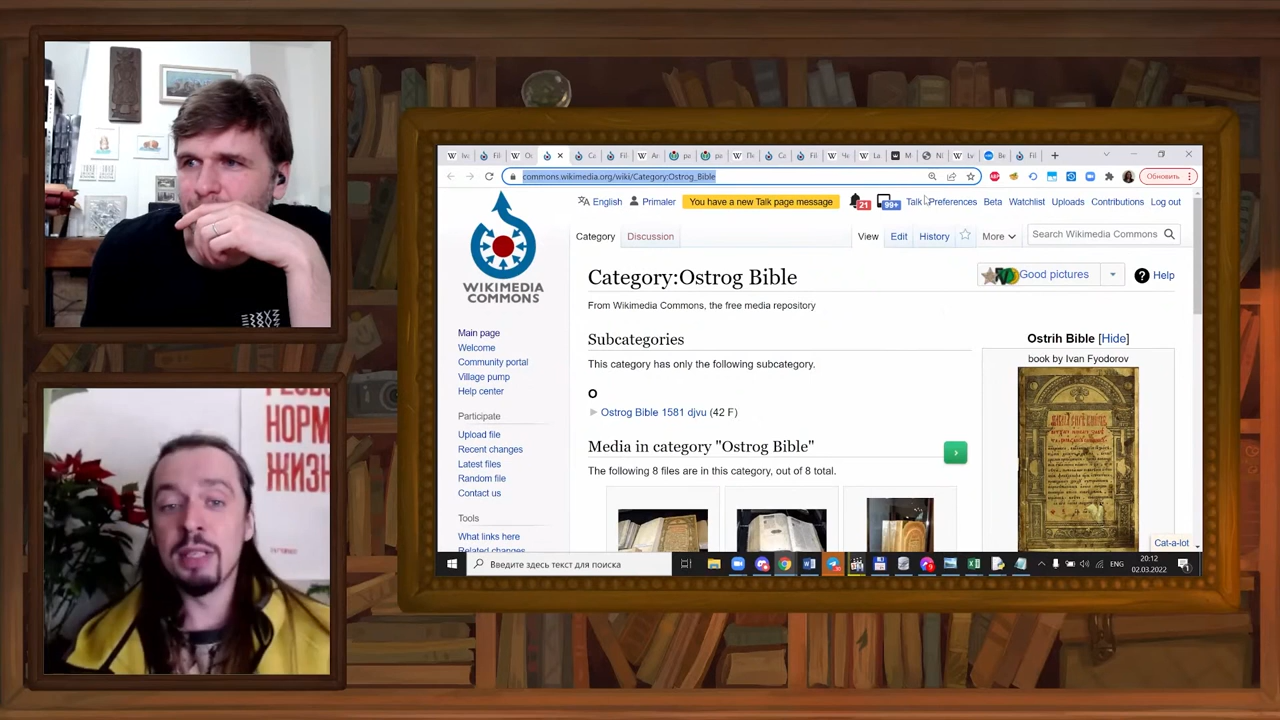 РЕЗВО
НОРМ
ЖИЗН
commons.wikimedia.org/wiki/Category:Ostrog_Bible
Обновить
English
Primaler
You have a new Talk page message
21
99+
Talk
Preferences
Beta
Watchlist
Uploads
Contributions
Log out
Category
Discussion
View
Edit
History
More
Search Wikimedia Commons
WIKIMEDIA
COMMONS
Category:Ostrog Bible
Good pictures
Help
From Wikimedia Commons, the free media repository
Main page
Welcome
Community portal
Village pump
Help center
Participate
Upload file
Recent changes
Latest files
Random file
Contact us
Tools
What links here
Related changes
Subcategories
This category has only the following subcategory.
O
Ostrog Bible 1581 djvu (42 F)
Media in category "Ostrog Bible"
The following 8 files are in this category, out of 8 total.
Ostrih Bible [Hide]
book by Ivan Fyodorov
Cat-a-lot
Введите здесь текст для поиска
ENG
20:12
02.03.2022